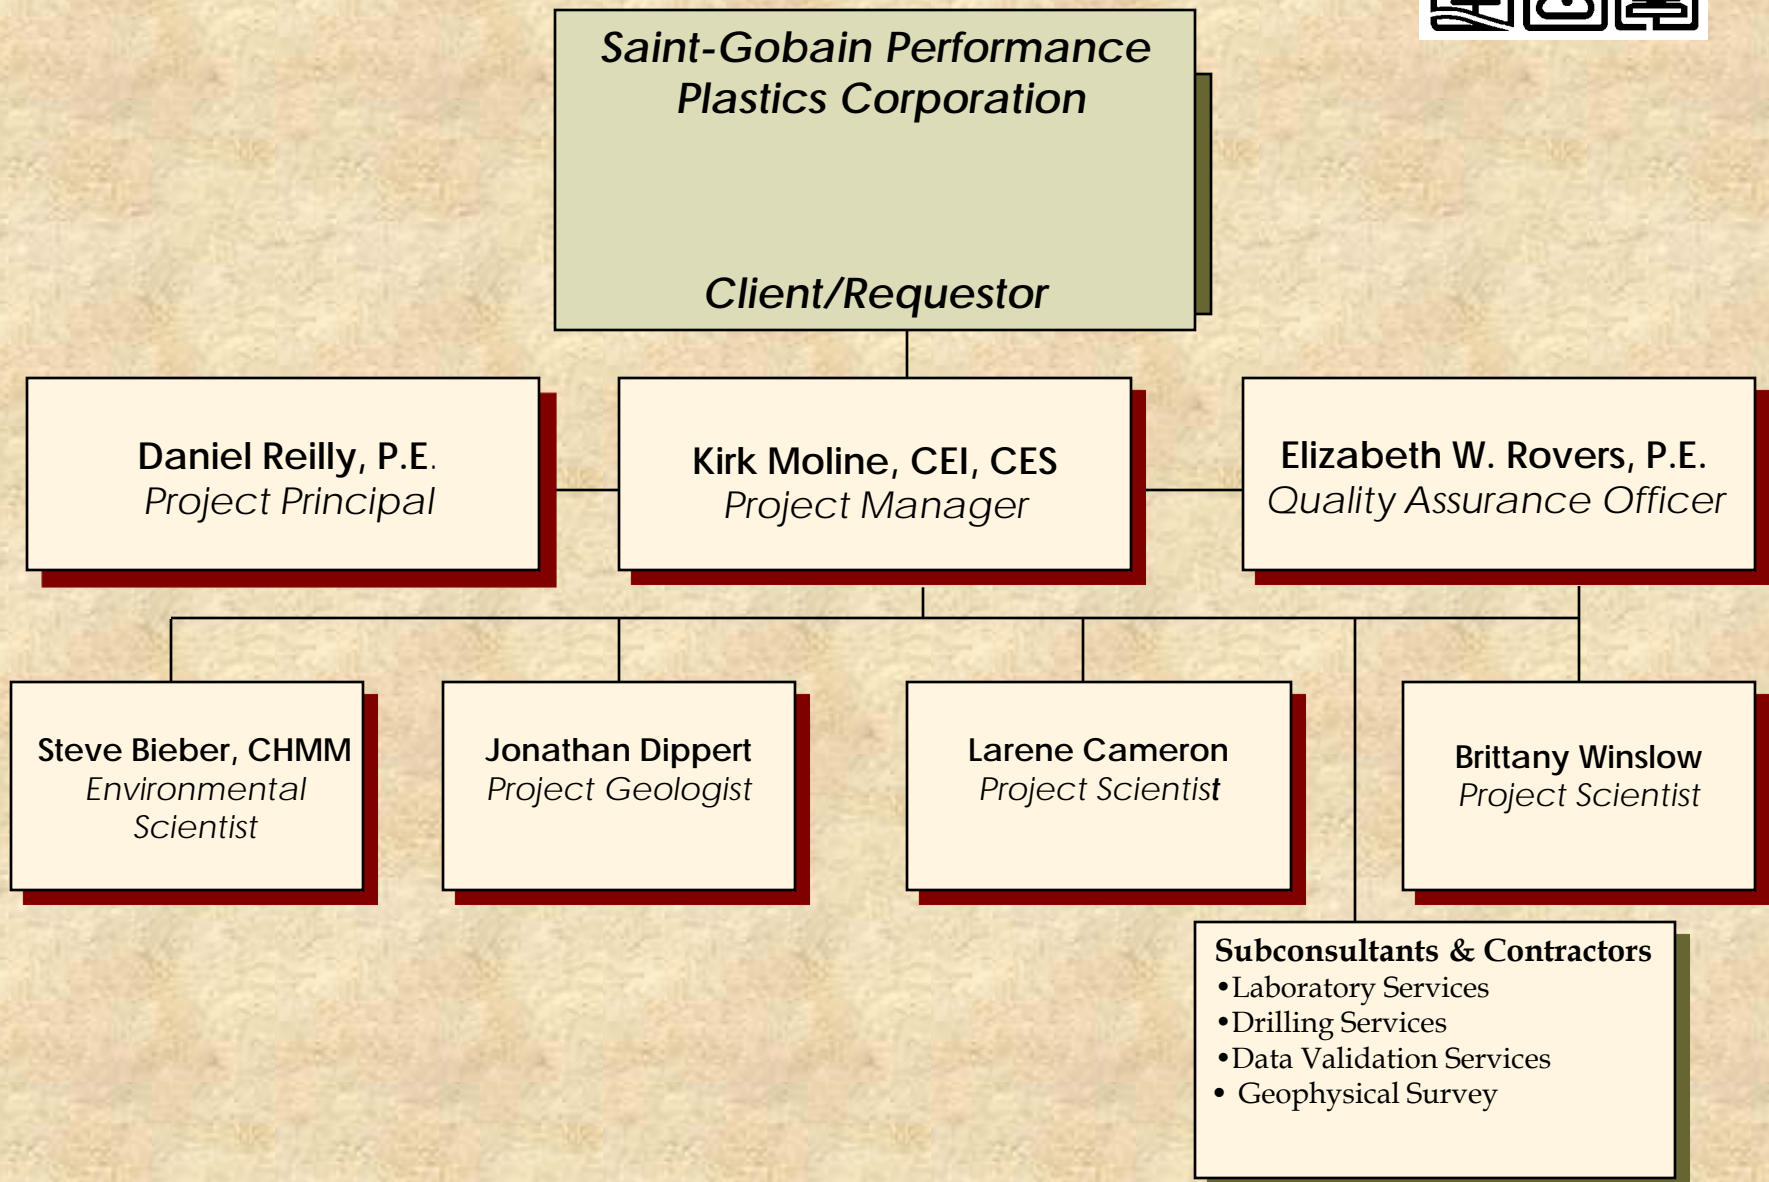 Saint-Gobain Performance
Plastics Corporation
Client/Requestor
Daniel Reilly, P.E.
Project Principal
Kirk Moline, CEI, CES
Project Manager
Elizabeth W. Rovers, P.E.
Quality Assurance Officer
Steve Bieber, CHMM
Environmental
Scientist
Jonathan Dippert
Project Geologist
Larene Cameron
Project Scientist
Brittany Winslow
Project Scientist
Subconsultants & Contractors
•Laboratory Services
•Drilling Services
•Data Validation Services
• Geophysical Survey